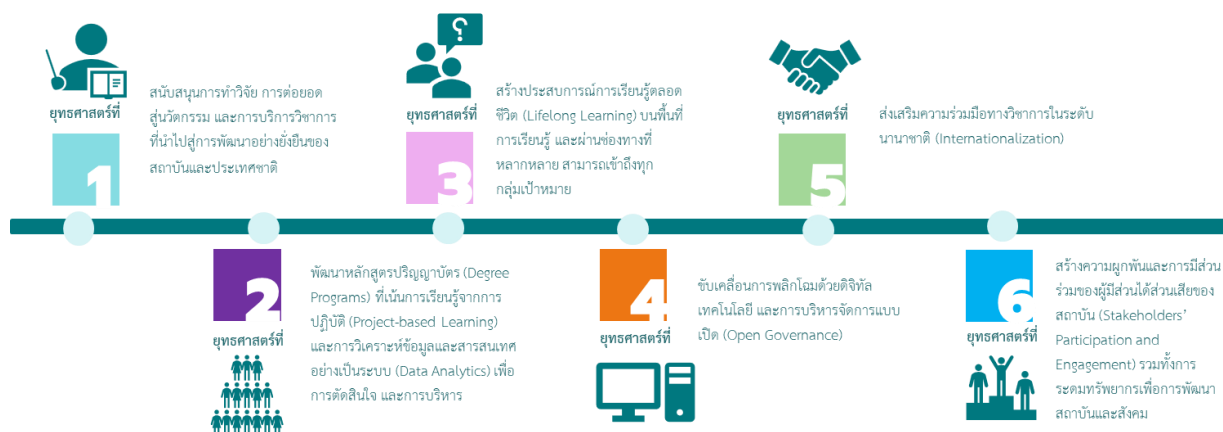 ยุทธศาสตร์ที่
1
สนับสนุนการทำวิจัย การต่อยอด
สู่นวัตกรรม และการบริการวิชาการ
ที่นำไปสู่การพัฒนาอย่างยั่งยืนของ
สถาบันและประเทศชาติ
2
ยุทธศาสตร์ที่
พัฒนาหลักสูตรปริญญาบัตร (Degree
Programs) ที่เน้นการเรียนรู้จากการ
ปฏิบัติ (Project-based Learning)
และการวิเคราะห์ข้อมูลและสารสนเทศ
อย่างเป็นระบบ (Data Analytics) เพื่อ
การตัดสินใจ และการบริหาร
?
ยุทธศาสตร์ที่
3
สร้างประสบการณ์การเรียนรู้ตลอด
ชีวิต (Lifelong Learning) บนพื้นที่
การเรียนรู้ และผ่านช่องทางที่
หลากหลาย สามารถเข้าถึงทุก
กลุ่มเป้าหมาย
4
ยุทธศาสตร์ที่
ขับเคลื่อนการพลิกโฉมด้วยดิจิทัล
เทคโนโลยี และการบริหารจัดการแบบ
เปิด (Open Governance)
ยุทธศาสตร์ที่
5
ส่งเสริมความร่วมมือทางวิชาการในระดับ
นานาชาติ (Internationalization)
6
ยุทธศาสตร์ที่
สร้างความผูกพันและการมีส่วน
ร่วมของผู้มีส่วนได้ส่วนเสียของ
สถาบัน (Stakeholders’
Participation and
Engagement) รวมทั้งการ
ระดมทรัพยากรเพื่อการพัฒนา
สถาบันและสังคม